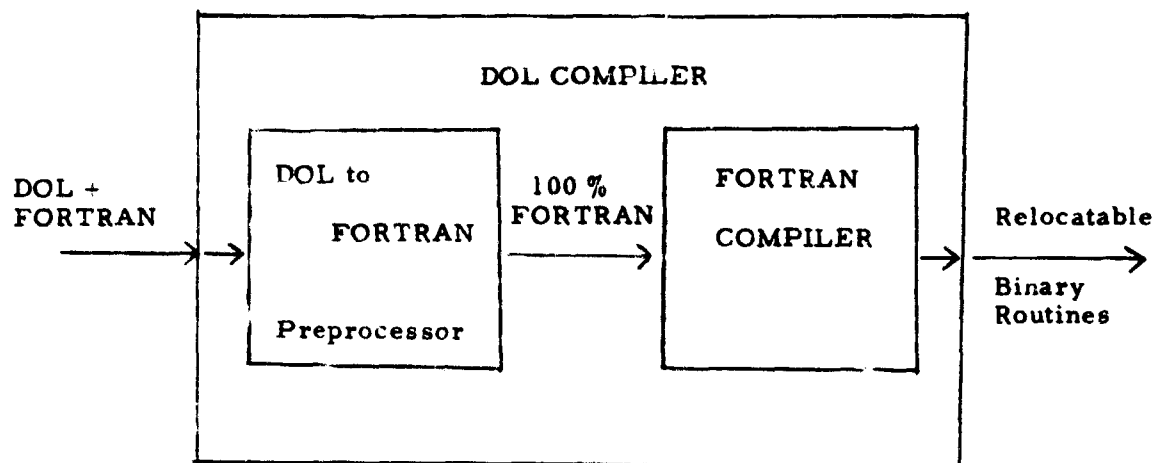 DOL COMPILER
DOL +
FORTRAN
DOL to
FORTRAN
Preprocessor
100 %
FORTRAN
FORTRAN
COMPILER
Relocatable
Binary
Routines